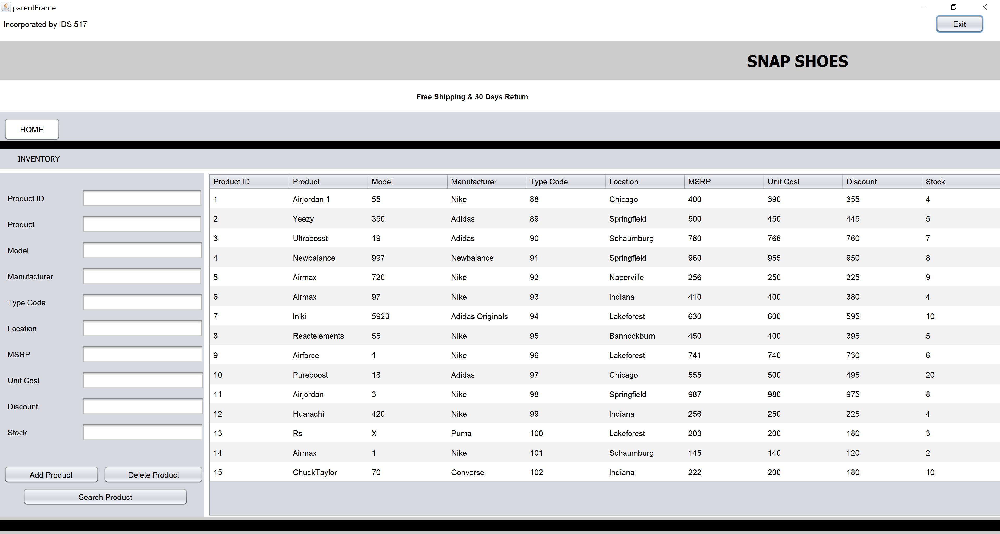 parentFrame
Incorporated by IDS 517
Exit
SNAP SHOES
Free Shipping & 30 Days Return
HOME
INVENTORY
Product ID
Product
Model
Manufacturer
Type Code
Location
MSRP
Unit Cost
Discount
Stock
Add Product Delete Product
Search Product
Product ID Product Model Manufacturer Type Code Location MSRP Unit Cost Discount Stock
1 Airjordan 1 55 Nike 88 Chicago 400 390 355 4
2 Yeezy 350 Adidas 89 Springfield 500 450 445 5
3 Ultrabosst 19 Adidas 90 Schaumburg 780 766 760 7
4 Newbalance 997 Newbalance 91 Springfield 960 955 950 8
5 Airmax 720 Nike 92 Naperville 256 250 225 9
6 Airmax 97 Nike 93 Indiana 410 400 380 4
7 Iniki 5923 Adidas Originals 94 Lakeforest 630 600 595 10
8 Reactelements 55 Nike 95 Bannockburn 450 400 395 5
9 Airforce 1 Nike 96 Lakeforest 741 740 730 6
10 Pureboost 18 Adidas 97 Chicago 555 500 495 20
11 Airjordan 3 Nike 98 Springfield 987 980 975 8
12 Huarachi 420 Nike 99 Indiana 256 250 225 4
13 Rs X Puma 100 Lakeforest 203 200 180 3
14 Airmax 1 Nike 101 Schaumburg 145 140 120 2
15 ChuckTaylor 70 Converse 102 Indiana 222 200 180 10